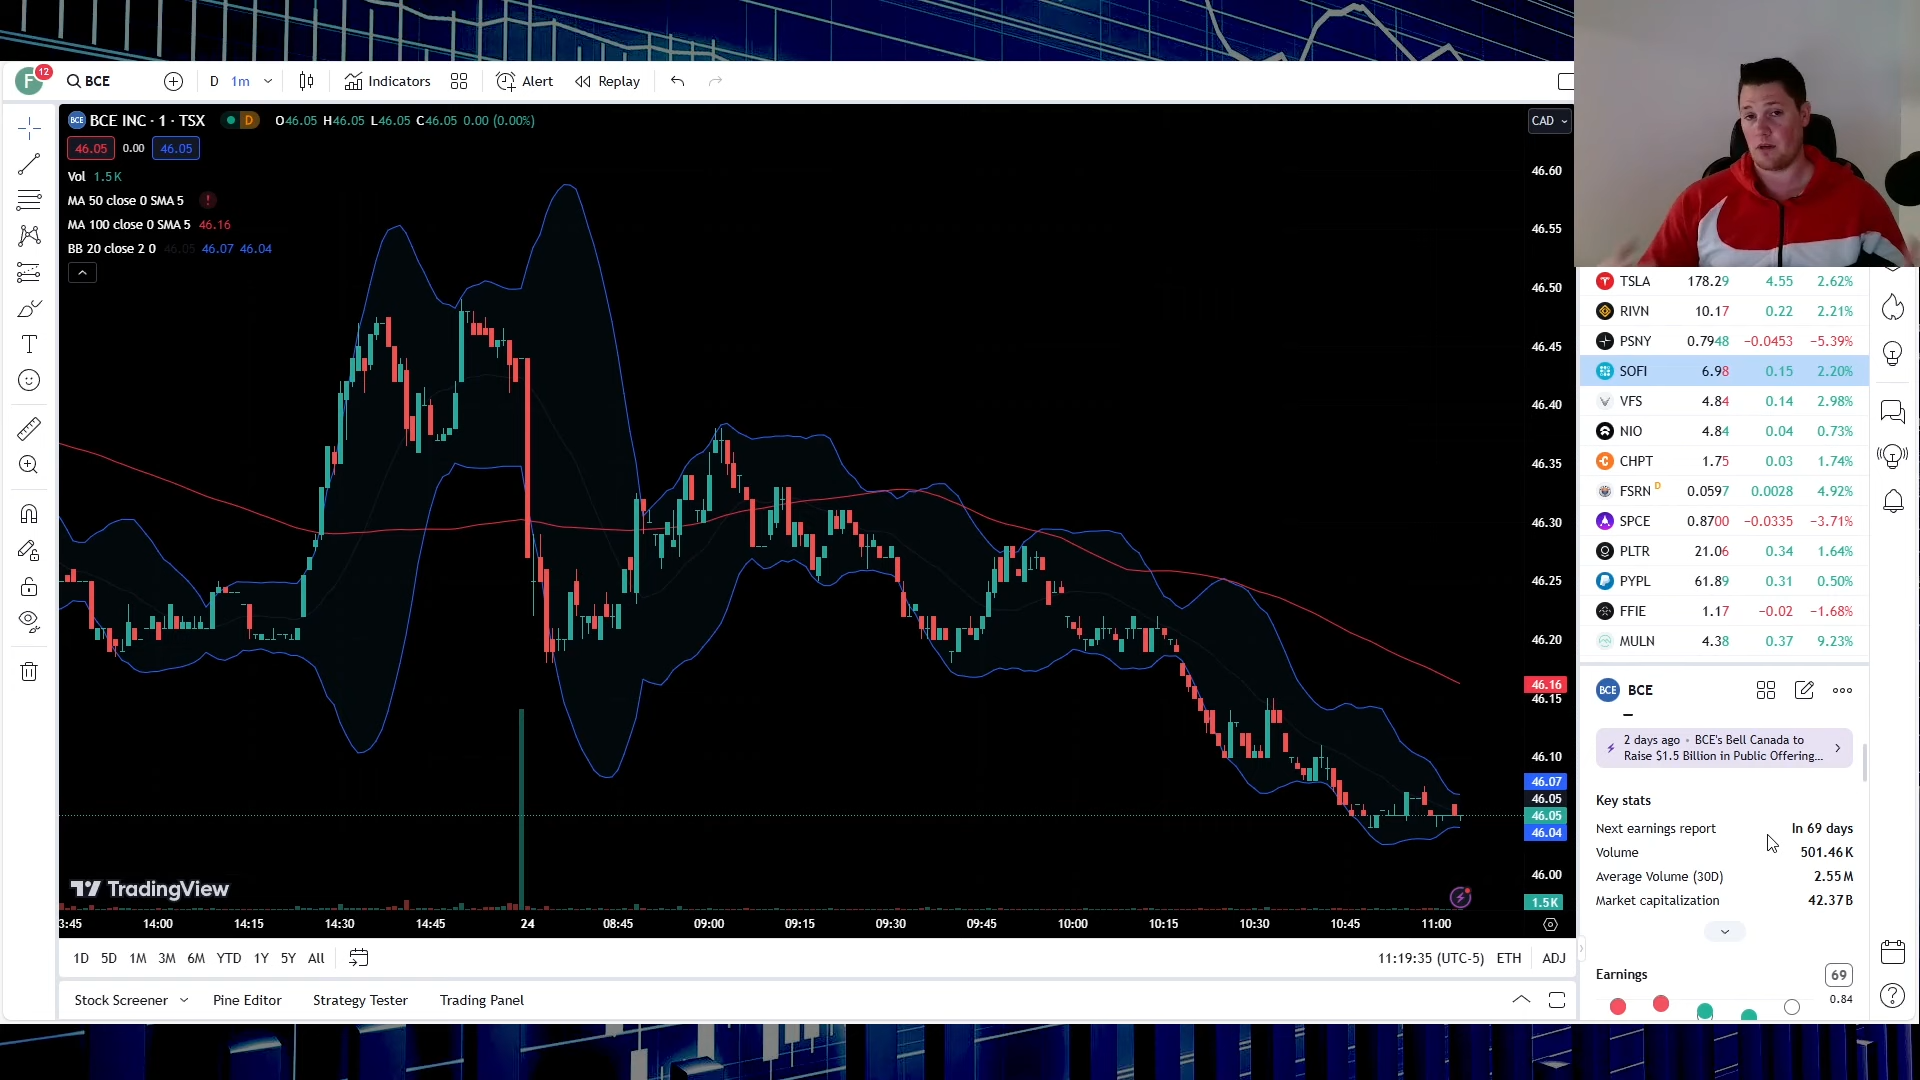 F 12 BCE D 1m Indicators Alert Replay
BCE BCE INC · 1 · TSX D O46.05 H46.05 L46.05 C46.05 0.00 (0.00%)
46.05 0.00 46.05
Vol 1.5K
MA 50 close 0 SMA 5 !
MA 100 close 0 SMA 5 46.16
BB 20 close 2 0 46.05 46.07 46.04
CAD
46.60
46.55
46.50
46.45
46.40
46.35
46.30
46.25
46.20
46.16
46.15
46.10
46.07
46.05
46.05
46.04
46.00
1.5K
TradingView
3:45 14:00 14:15 14:30 14:45 24 08:45 09:00 09:15 09:30 09:45 10:00 10:15 10:30 10:45 11:00
1D 5D 1M 3M 6M YTD 1Y 5Y All 11:19:35 (UTC-5) ETH ADJ
Stock Screener Pine Editor Strategy Tester Trading Panel
TSLA 178.29 4.55 2.62%
RIVN 10.17 0.22 2.21%
PSNY 0.7948 −0.0453 −5.39%
SOFI 6.98 0.15 2.20%
VFS 4.84 0.14 2.98%
NIO 4.84 0.04 0.73%
CHPT 1.75 0.03 1.74%
FSRN D 0.0597 0.0028 4.92%
SPCE 0.8700 −0.0335 −3.71%
PLTR 21.06 0.34 1.64%
PYPL 61.89 0.31 0.50%
FFIE 1.17 −0.02 −1.68%
MULN 4.38 0.37 9.23%
BCE BCE
2 days ago • BCE's Bell Canada to
Raise $1.5 Billion in Public Offering...
Key stats
Next earnings report In 69 days
Volume 501.46K
Average Volume (30D) 2.55M
Market capitalization 42.37B
Earnings 69
0.84